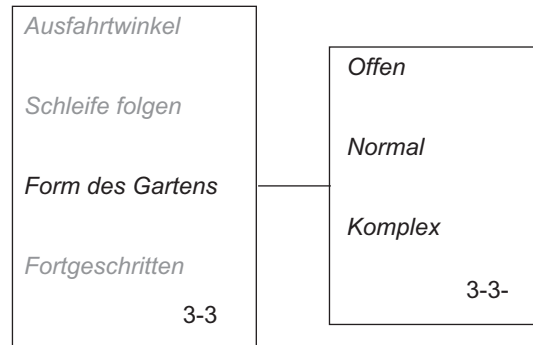 Ausfahrtwinkel
Schleife folgen
Form des Gartens
Fortgeschritten
3-3
Offen
Normal
Komplex
3-3-